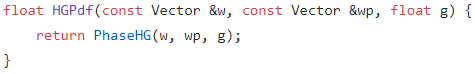 float HGPdf(const Vector &w, const Vector &wp, float g) {
    return PhaseHG(w, wp, g);
}